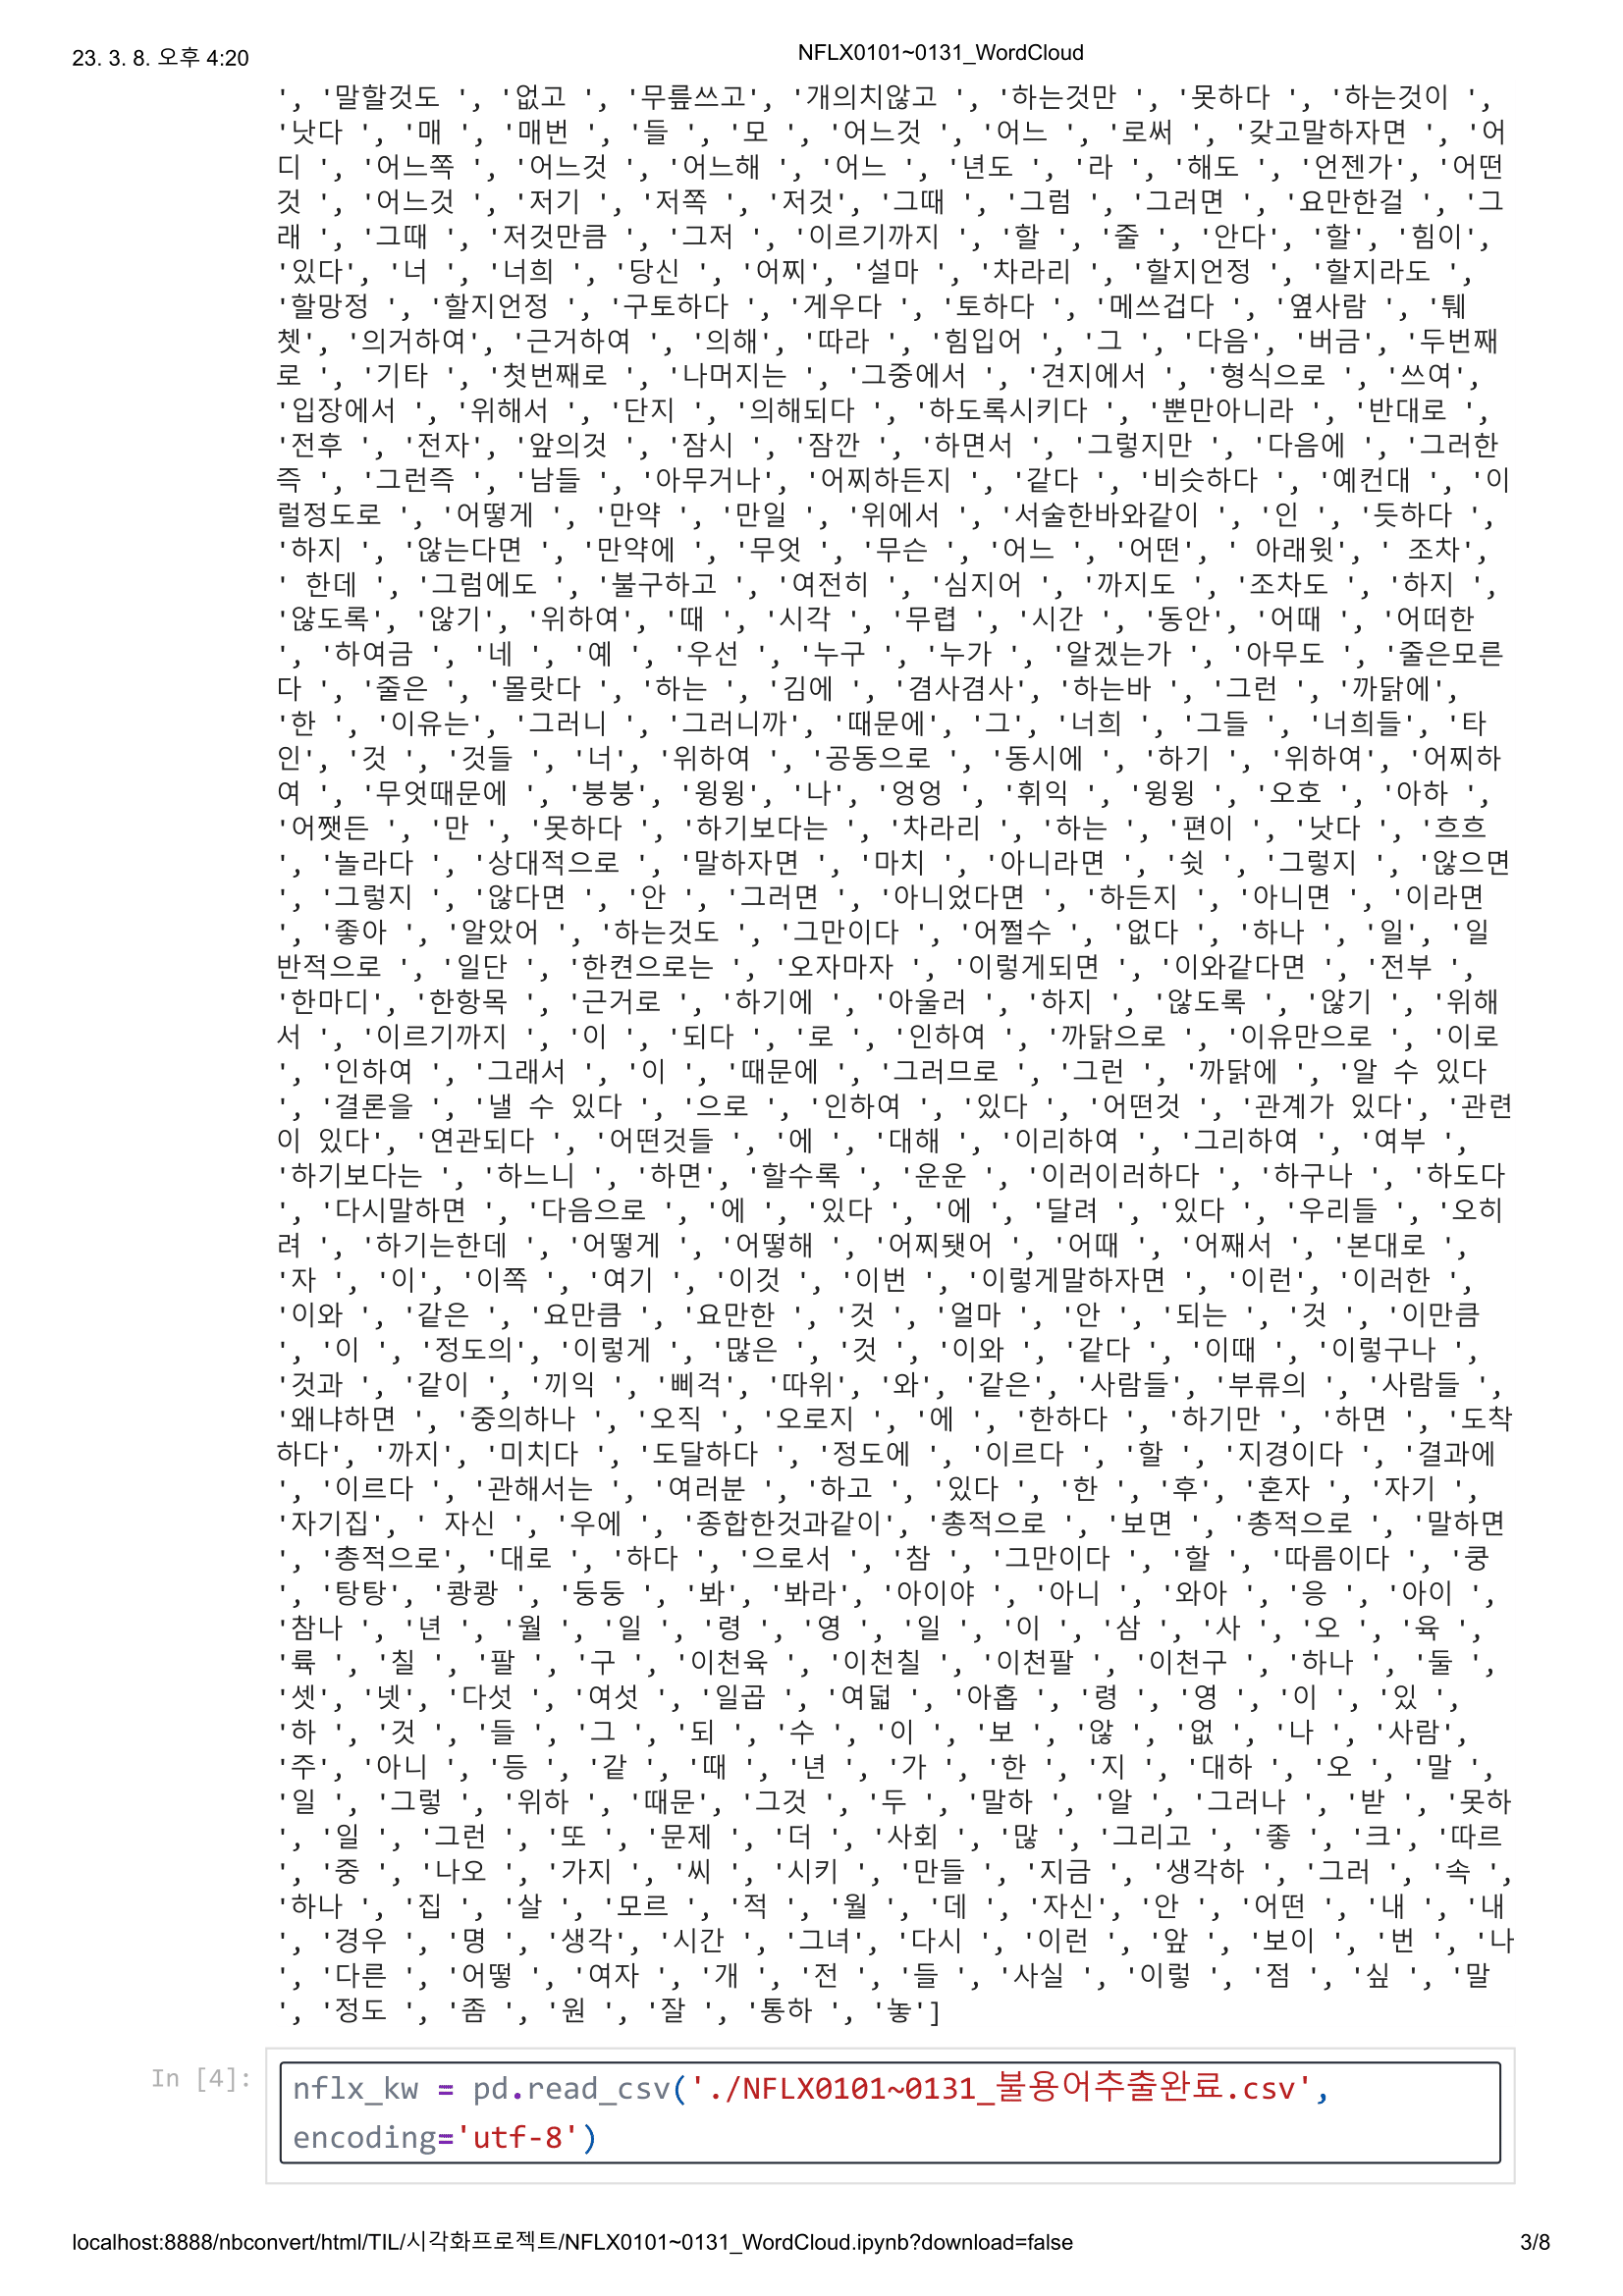 23. 3. 8. 오후 4:20
NFLX0101~0131_WordCloud
', '말할것도 ', '없고 ', '무릎쓰고', '개의치않고 ', '하는것만 ', '못하다 ', '하는것이 ',
'낫다 ', '매 ', '매번 ', '들 ', '모 ', '어느것 ', '어느 ', '로써 ', '갖고말하자면 ', '어
디 ', '어느쪽 ', '어느것 ', '어느해 ', '어느 ', '년도 ', '라 ', '해도 ', '언젠가', '어떤
것 ', '어느것 ', '저기 ', '저쪽 ', '저것', '그때 ', '그럼 ', '그러면 ', '요만한걸 ', '그
래 ', '그때 ', '저것만큼 ', '그저 ', '이르기까지 ', '할 ', '줄 ', '안다', '할', '힘이',
'있다', '너 ', '너희 ', '당신 ', '어찌', '설마 ', '차라리 ', '할지언정 ', '할지라도 ',
'할망정 ', '할지언정 ', '구토하다 ', '게우다 ', '토하다 ', '메쓰겁다 ', '옆사람 ', '퉤
쳇', '의거하여', '근거하여 ', '의해', '따라 ', '힘입어 ', '그 ', '다음', '버금', '두번째
로 ', '기타 ', '첫번째로 ', '나머지는 ', '그중에서 ', '견지에서 ', '형식으로 ', '쓰여',
'입장에서 ', '위해서 ', '단지 ', '의해되다 ', '하도록시키다 ', '뿐만아니라 ', '반대로 ',
'전후 ', '전자', '앞의것 ', '잠시 ', '잠깐 ', '하면서 ', '그렇지만 ', '다음에 ', '그러한
즉 ', '그런즉 ', '남들 ', '아무거나', '어찌하든지 ', '같다 ', '비슷하다 ', '예컨대 ', '이
럴정도로 ', '어떻게 ', '만약 ', '만일 ', '위에서 ', '서술한바와같이 ', '인 ', '듯하다 ',
'하지 ', '않는다면 ', '만약에 ', '무엇 ', '무슨 ', '어느 ', '어떤', ' 아래윗', ' 조차',
' 한데 ', '그럼에도 ', '불구하고 ', '여전히 ', '심지어 ', '까지도 ', '조차도 ', '하지 ',
'않도록', '않기', '위하여', '때 ', '시각 ', '무렵 ', '시간 ', '동안', '어때 ', '어떠한
', '하여금 ', '네 ', '예 ', '우선 ', '누구 ', '누가 ', '알겠는가 ', '아무도 ', '줄은모른
다 ', '줄은 ', '몰랏다 ', '하는 ', '김에 ', '겸사겸사', '하는바 ', '그런 ', '까닭에',
'한 ', '이유는', '그러니 ', '그러니까', '때문에', '그', '너희 ', '그들 ', '너희들', '타
인', '것 ', '것들 ', '너', '위하여 ', '공동으로 ', '동시에 ', '하기 ', '위하여', '어찌하
여 ', '무엇때문에 ', '붕붕', '윙윙', '나', '엉엉 ', '휘익 ', '윙윙 ', '오호 ', '아하 ',
'어쨋든 ', '만 ', '못하다 ', '하기보다는 ', '차라리 ', '하는 ', '편이 ', '낫다 ', '흐흐
', '놀라다 ', '상대적으로 ', '말하자면 ', '마치 ', '아니라면 ', '쉿 ', '그렇지 ', '않으면
', '그렇지 ', '않다면 ', '안 ', '그러면 ', '아니었다면 ', '하든지 ', '아니면 ', '이라면
', '좋아 ', '알았어 ', '하는것도 ', '그만이다 ', '어쩔수 ', '없다 ', '하나 ', '일', '일
반적으로 ', '일단 ', '한켠으로는 ', '오자마자 ', '이렇게되면 ', '이와같다면 ', '전부 ',
'한마디', '한항목 ', '근거로 ', '하기에 ', '아울러 ', '하지 ', '않도록 ', '않기 ', '위해
서 ', '이르기까지 ', '이 ', '되다 ', '로 ', '인하여 ', '까닭으로 ', '이유만으로 ', '이로
', '인하여 ', '그래서 ', '이 ', '때문에 ', '그러므로 ', '그런 ', '까닭에 ', '알 수 있다
', '결론을 ', '낼 수 있다 ', '으로 ', '인하여 ', '있다 ', '어떤것 ', '관계가 있다', '관련
이 있다', '연관되다 ', '어떤것들 ', '에 ', '대해 ', '이리하여 ', '그리하여 ', '여부 ',
'하기보다는 ', '하느니 ', '하면', '할수록 ', '운운 ', '이러이러하다 ', '하구나 ', '하도다
', '다시말하면 ', '다음으로 ', '에 ', '있다 ', '에 ', '달려 ', '있다 ', '우리들 ', '오히
려 ', '하기는한데 ', '어떻게 ', '어떻해 ', '어찌됏어 ', '어때 ', '어째서 ', '본대로 ',
'자 ', '이', '이쪽 ', '여기 ', '이것 ', '이번 ', '이렇게말하자면 ', '이런', '이러한 ',
'이와 ', '같은 ', '요만큼 ', '요만한 ', '것 ', '얼마 ', '안 ', '되는 ', '것 ', '이만큼
', '이 ', '정도의', '이렇게 ', '많은 ', '것 ', '이와 ', '같다 ', '이때 ', '이렇구나 ',
'것과 ', '같이 ', '끼익 ', '삐걱', '따위', '와', '같은', '사람들', '부류의 ', '사람들 ',
'왜냐하면 ', '중의하나 ', '오직 ', '오로지 ', '에 ', '한하다 ', '하기만 ', '하면 ', '도착
하다', '까지', '미치다 ', '도달하다 ', '정도에 ', '이르다 ', '할 ', '지경이다 ', '결과에
', '이르다 ', '관해서는 ', '여러분 ', '하고 ', '있다 ', '한 ', '후', '혼자 ', '자기 ',
'자기집', ' 자신 ', '우에 ', '종합한것과같이', '총적으로 ', '보면 ', '총적으로 ', '말하면
', '총적으로', '대로 ', '하다 ', '으로서 ', '참 ', '그만이다 ', '할 ', '따름이다 ', '쿵
', '탕탕', '쾅쾅 ', '둥둥 ', '봐', '봐라', '아이야 ', '아니 ', '와아 ', '응 ', '아이 ',
'참나 ', '년 ', '월 ', '일 ', '령 ', '영 ', '일 ', '이 ', '삼 ', '사 ', '오 ', '육 ',
'륙 ', '칠 ', '팔 ', '구 ', '이천육 ', '이천칠 ', '이천팔 ', '이천구 ', '하나 ', '둘 ',
'셋', '넷', '다섯 ', '여섯 ', '일곱 ', '여덟 ', '아홉 ', '령 ', '영 ', '이 ', '있 ',
'하 ', '것 ', '들 ', '그 ', '되 ', '수 ', '이 ', '보 ', '않 ', '없 ', '나 ', '사람',
'주', '아니 ', '등 ', '같 ', '때 ', '년 ', '가 ', '한 ', '지 ', '대하 ', '오 ', '말 ',
'일 ', '그렇 ', '위하 ', '때문', '그것 ', '두 ', '말하 ', '알 ', '그러나 ', '받 ', '못하
', '일 ', '그런 ', '또 ', '문제 ', '더 ', '사회 ', '많 ', '그리고 ', '좋 ', '크', '따르
', '중 ', '나오 ', '가지 ', '씨 ', '시키 ', '만들 ', '지금 ', '생각하 ', '그러 ', '속 ',
'하나 ', '집 ', '살 ', '모르 ', '적 ', '월 ', '데 ', '자신', '안 ', '어떤 ', '내 ', '내
', '경우 ', '명 ', '생각', '시간 ', '그녀', '다시 ', '이런 ', '앞 ', '보이 ', '번 ', '나
', '다른 ', '어떻 ', '여자 ', '개 ', '전 ', '들 ', '사실 ', '이렇 ', '점 ', '싶 ', '말
', '정도 ', '좀 ', '원 ', '잘 ', '통하 ', '놓']
In [4]:
nflx_kw = pd.read_csv('./NFLX0101~0131_불용어추출완료.csv',
encoding='utf-8')
localhost:8888/nbconvert/html/TIL/시각화프로젝트/NFLX0101~0131_WordCloud.ipynb?download=false
3/8